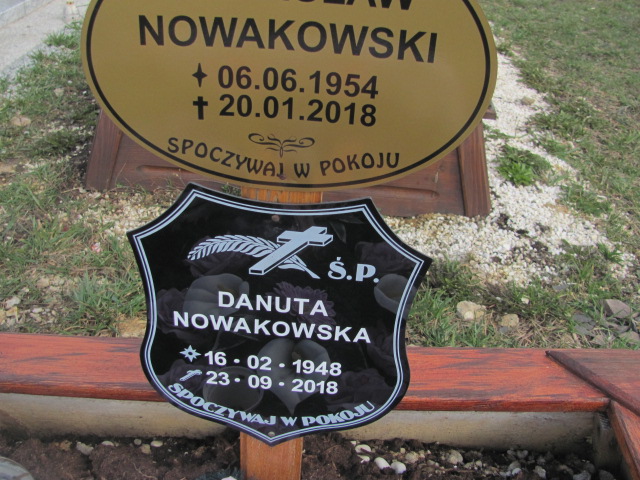 NOWAKOWSKI
06.06.1954
† 20.01.2018
SPOCZYWAJ W POKOJU
Ś.P.
DANUTA
NOWAKOWSKA
16 · 02 · 1948
† 23 · 09 · 2018
SPOCZYWAJ W POKOJU